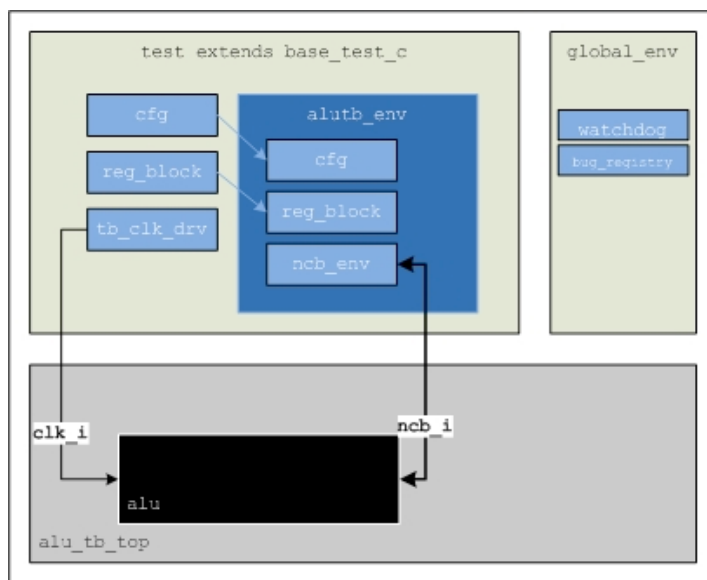 test extends base_test_c
global_env
cfg
alutb_env
watchdog
cfg
bug_registry
reg_block
reg_block
tb_clk_drv
ncb_env
clk_i
ncb_i
alu
alu_tb_top